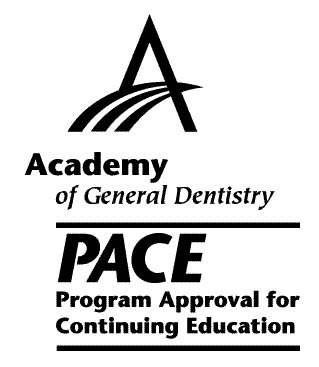 Academy
of General Dentistry
PACE
Program Approval for
Continuing Education